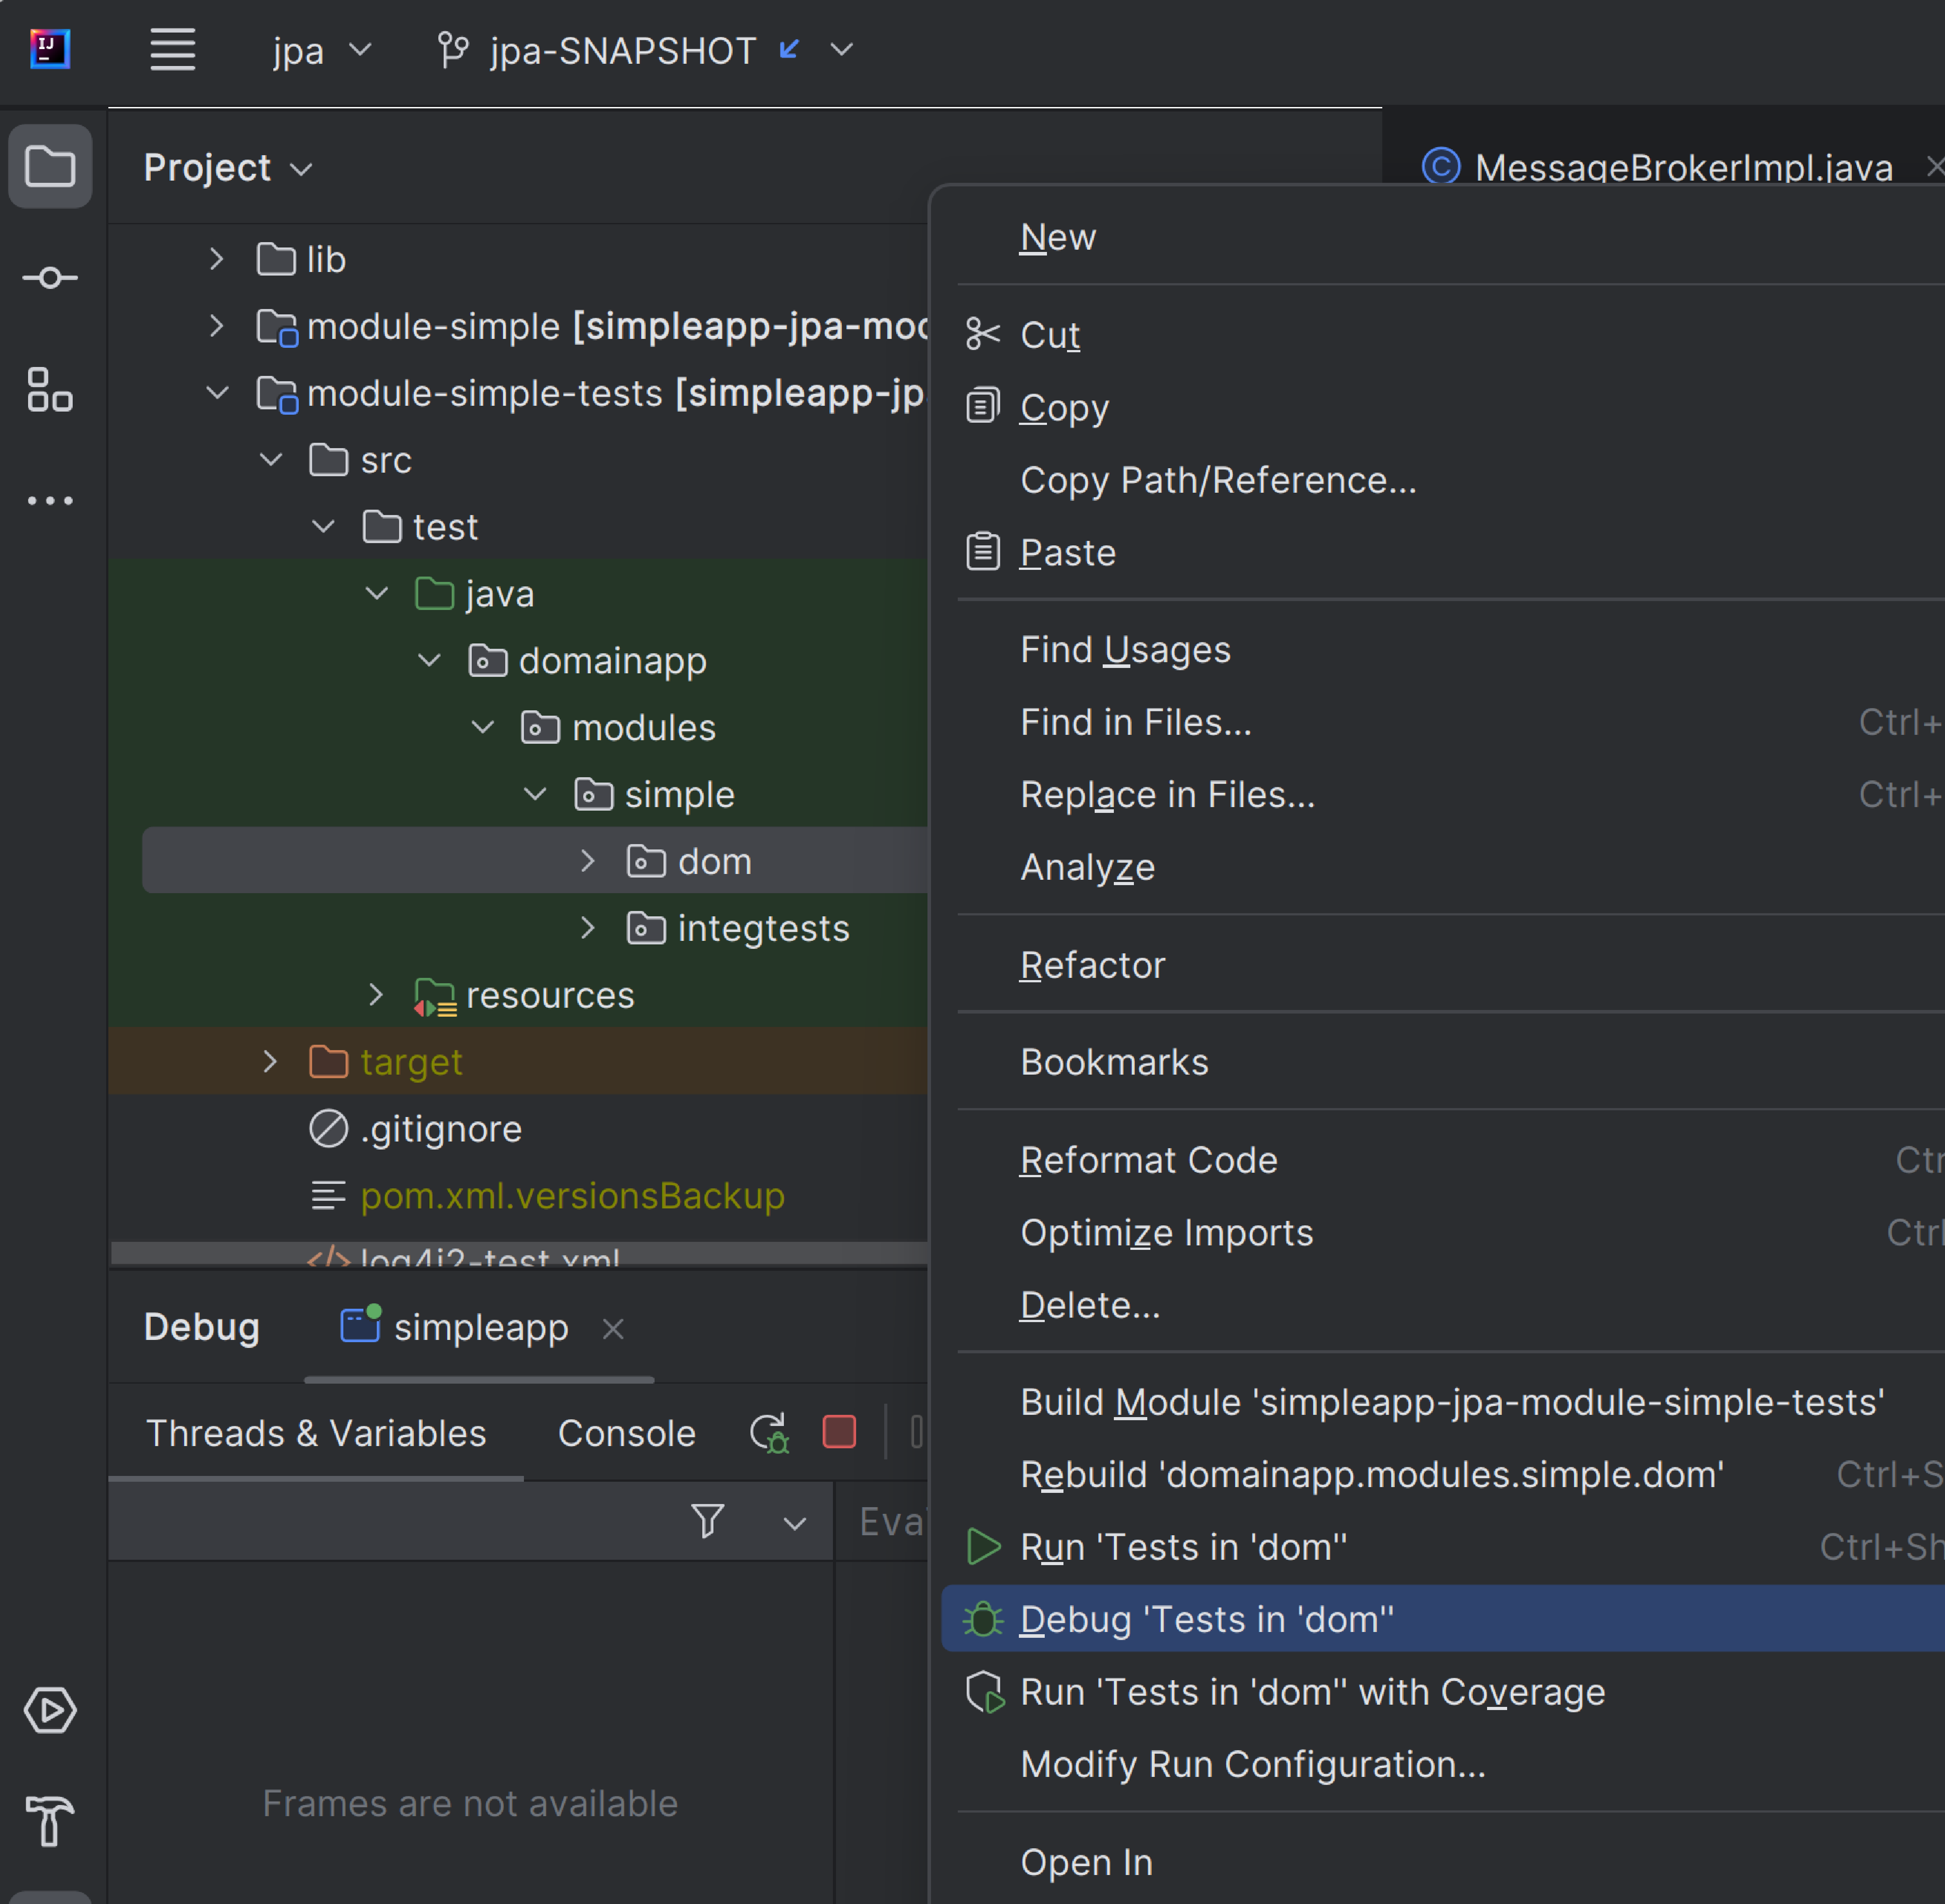 IJ
jpa
jpa-SNAPSHOT
Project
MessageBrokerImpl.java
lib
module-simple [simpleapp-jpa-mod
module-simple-tests [simpleapp-jp
src
test
java
domainapp
modules
simple
dom
integtests
resources
target
.gitignore
pom.xml.versionsBackup
log4j2-test.xml
New
Cut
Copy
Copy Path/Reference...
Paste
Find Usages
Find in Files... Ctrl+
Replace in Files... Ctrl+
Analyze
Refactor
Bookmarks
Reformat Code Ctr
Optimize Imports Ctrl
Delete...
Build Module 'simpleapp-jpa-module-simple-tests'
Rebuild 'domainapp.modules.simple.dom' Ctrl+S
Run 'Tests in 'dom'' Ctrl+Sh
Debug 'Tests in 'dom''
Run 'Tests in 'dom'' with Coverage
Modify Run Configuration...
Open In
Debug
simpleapp
Threads & Variables
Console
Eva
Frames are not available